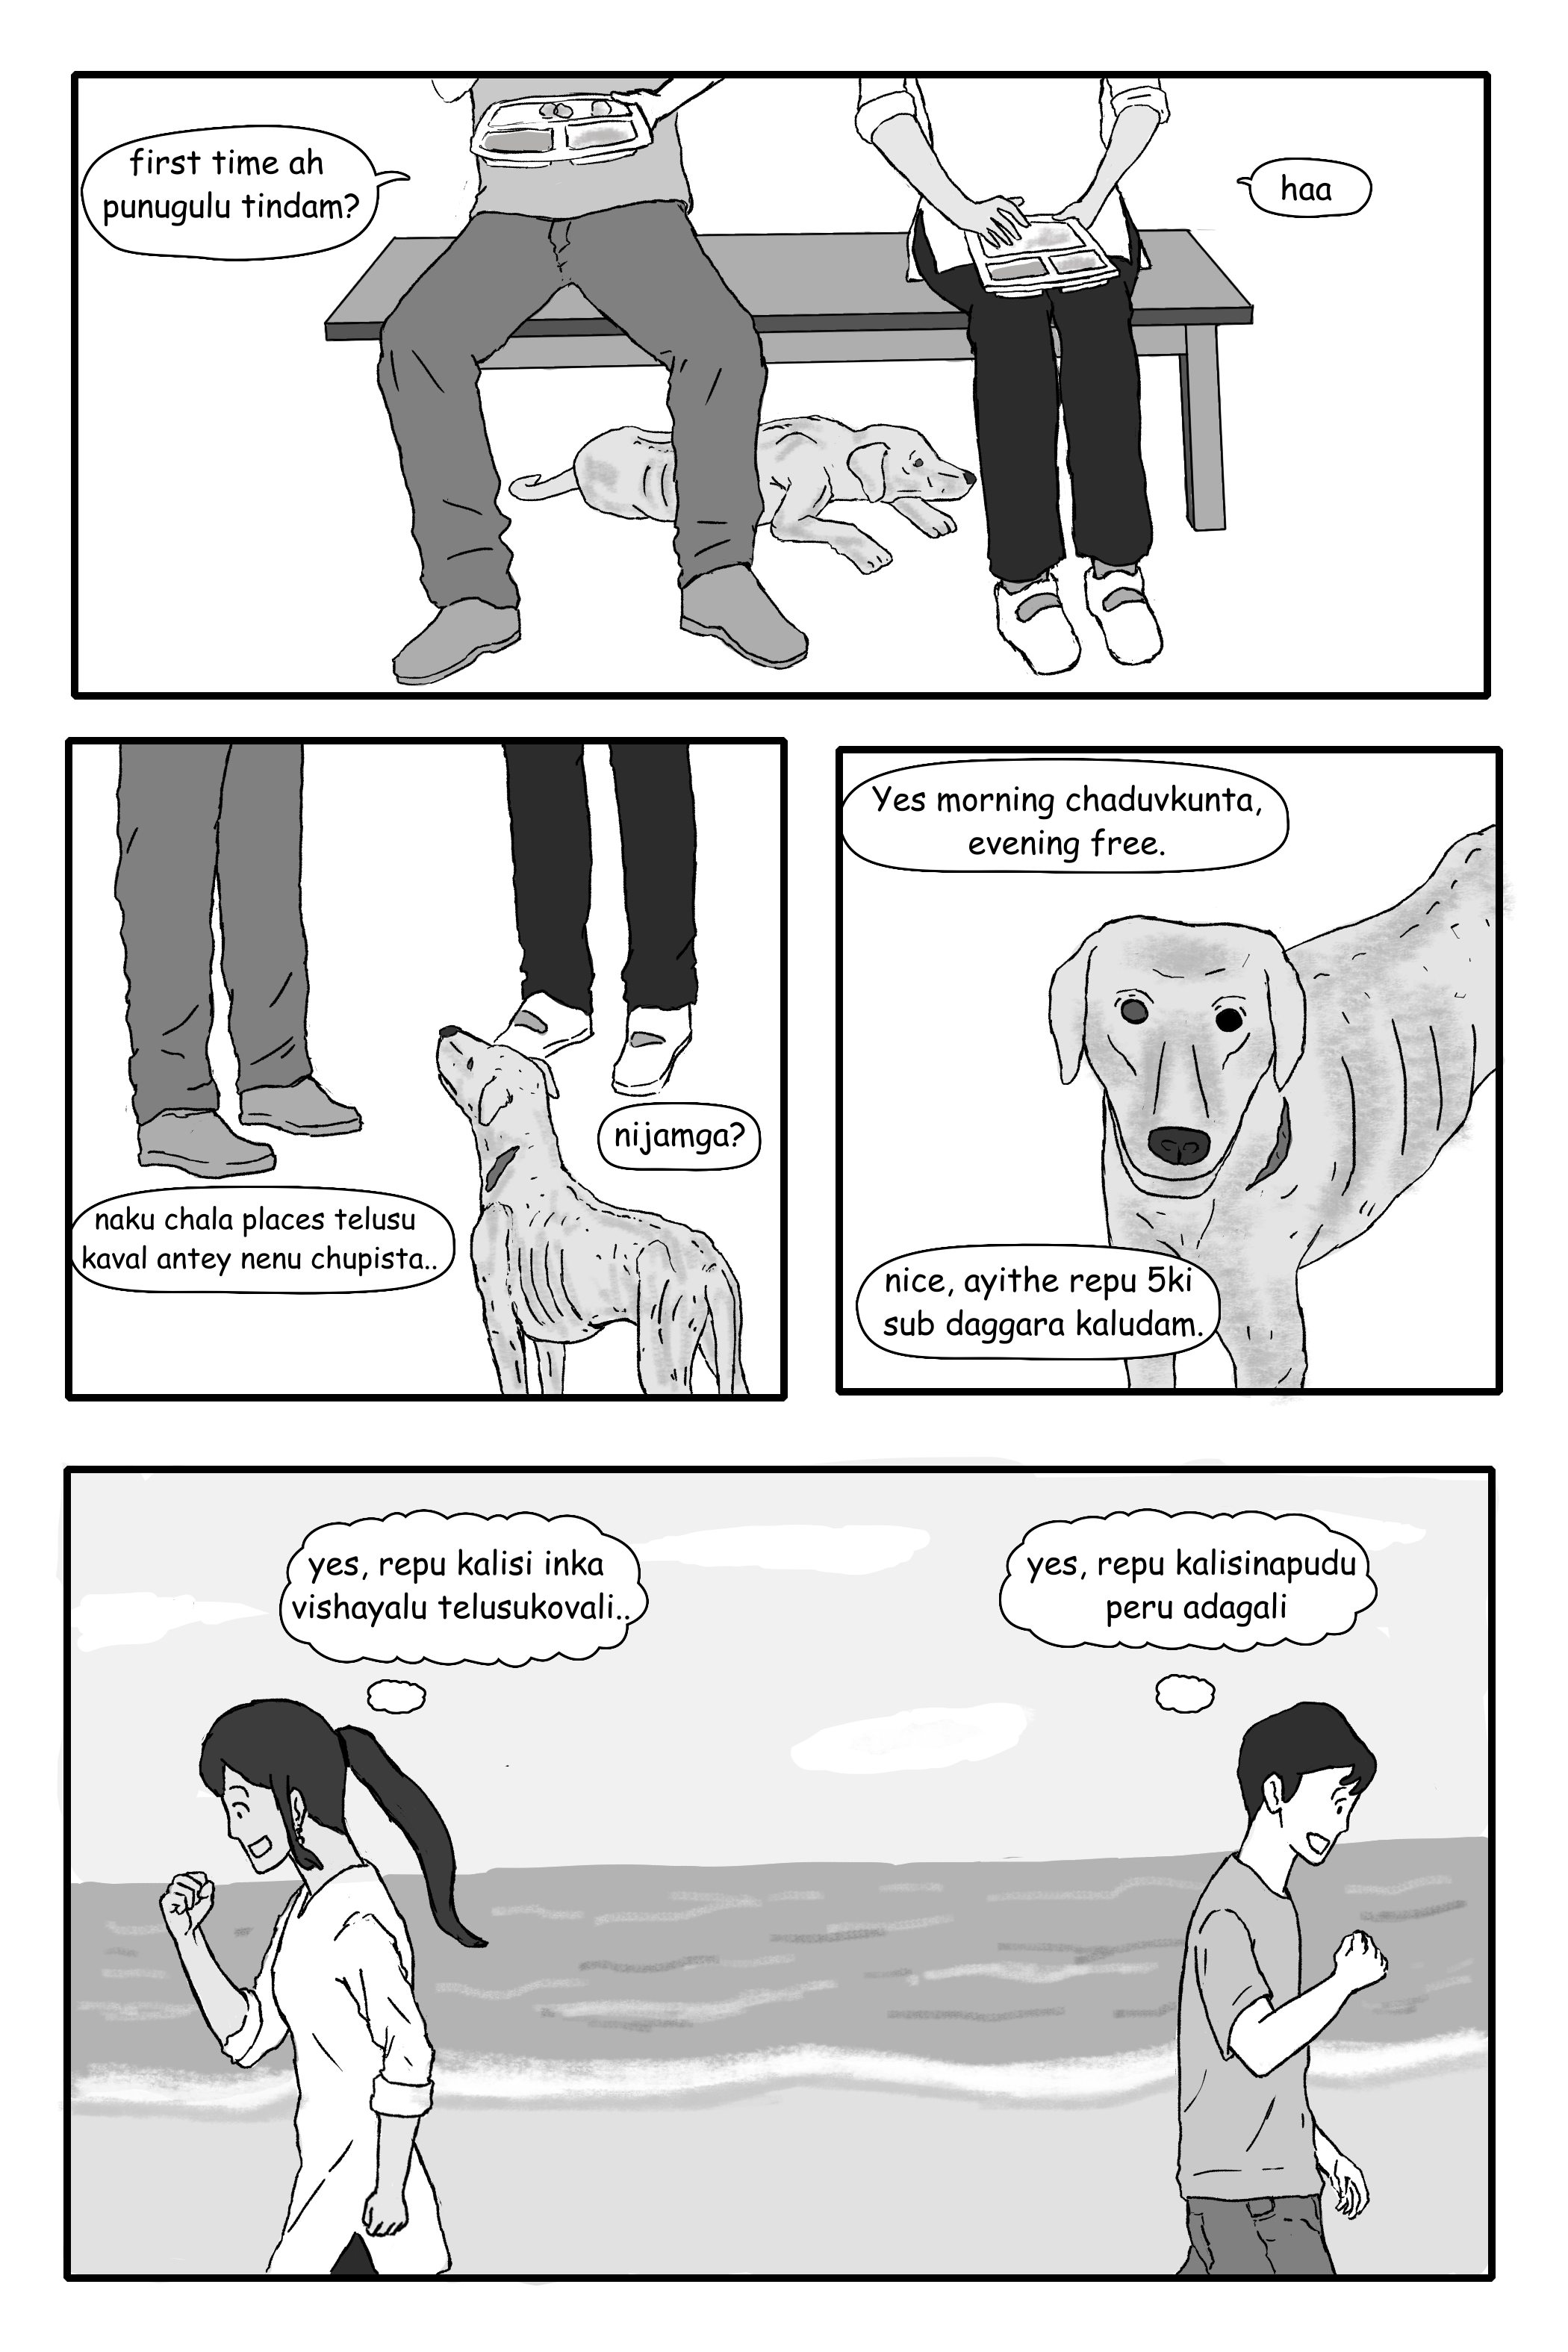 first time ah
punugulu tindam?
haa
naku chala places telusu
kaval antey nenu chupista..
nijamga?
Yes morning chaduvkunta,
evening free.
nice, ayithe repu 5ki
sub daggara kaludam.
yes, repu kalisi inka
vishayalu telusukovali..
yes, repu kalisinapudu
peru adagali